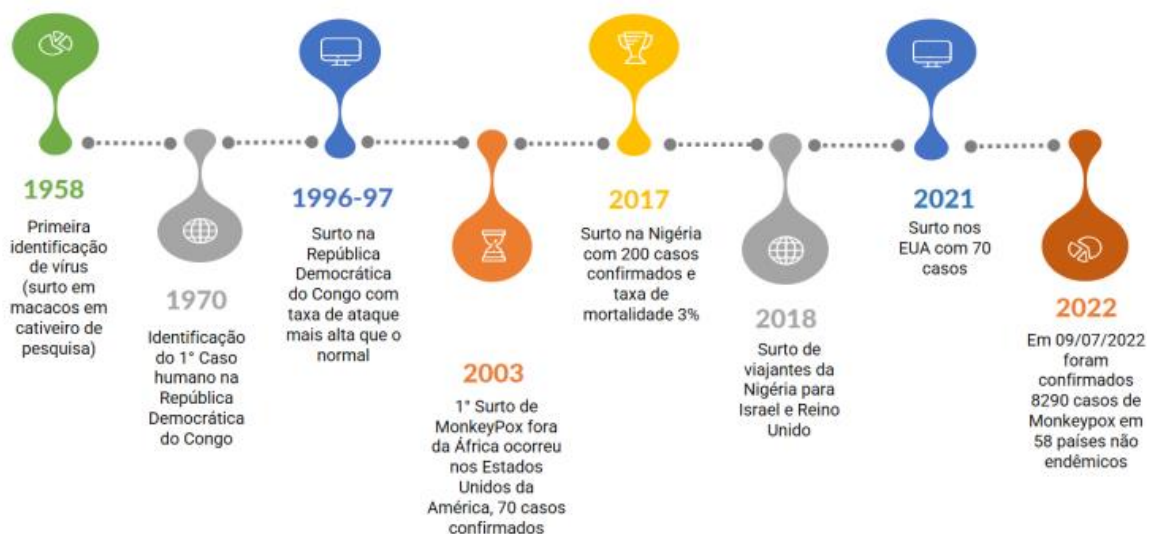 1958
Primeira
identificação
de vírus
(surto em
macacos em
cativeiro de
pesquisa)
1970
Identificação
do 1° Caso
humano na
República
Democrática
do Congo
1996-97
Surto na
República
Democrática
do Congo com
taxa de ataque
mais alta que o
normal
2003
1° Surto de
MonkeyPox fora
da África ocorreu
nos Estados
Unidos da
América, 70 casos
confirmados
2017
Surto na Nigéria
com 200 casos
confirmados e
taxa de
mortalidade 3%
2018
Surto de
viajantes da
Nigéria para
Israel e Reino
Unido
2021
Surto nos
EUA com 70
casos
2022
Em 09/07/2022
foram
confirmados
8290 casos de
Monkeypox em
58 países não
endêmicos